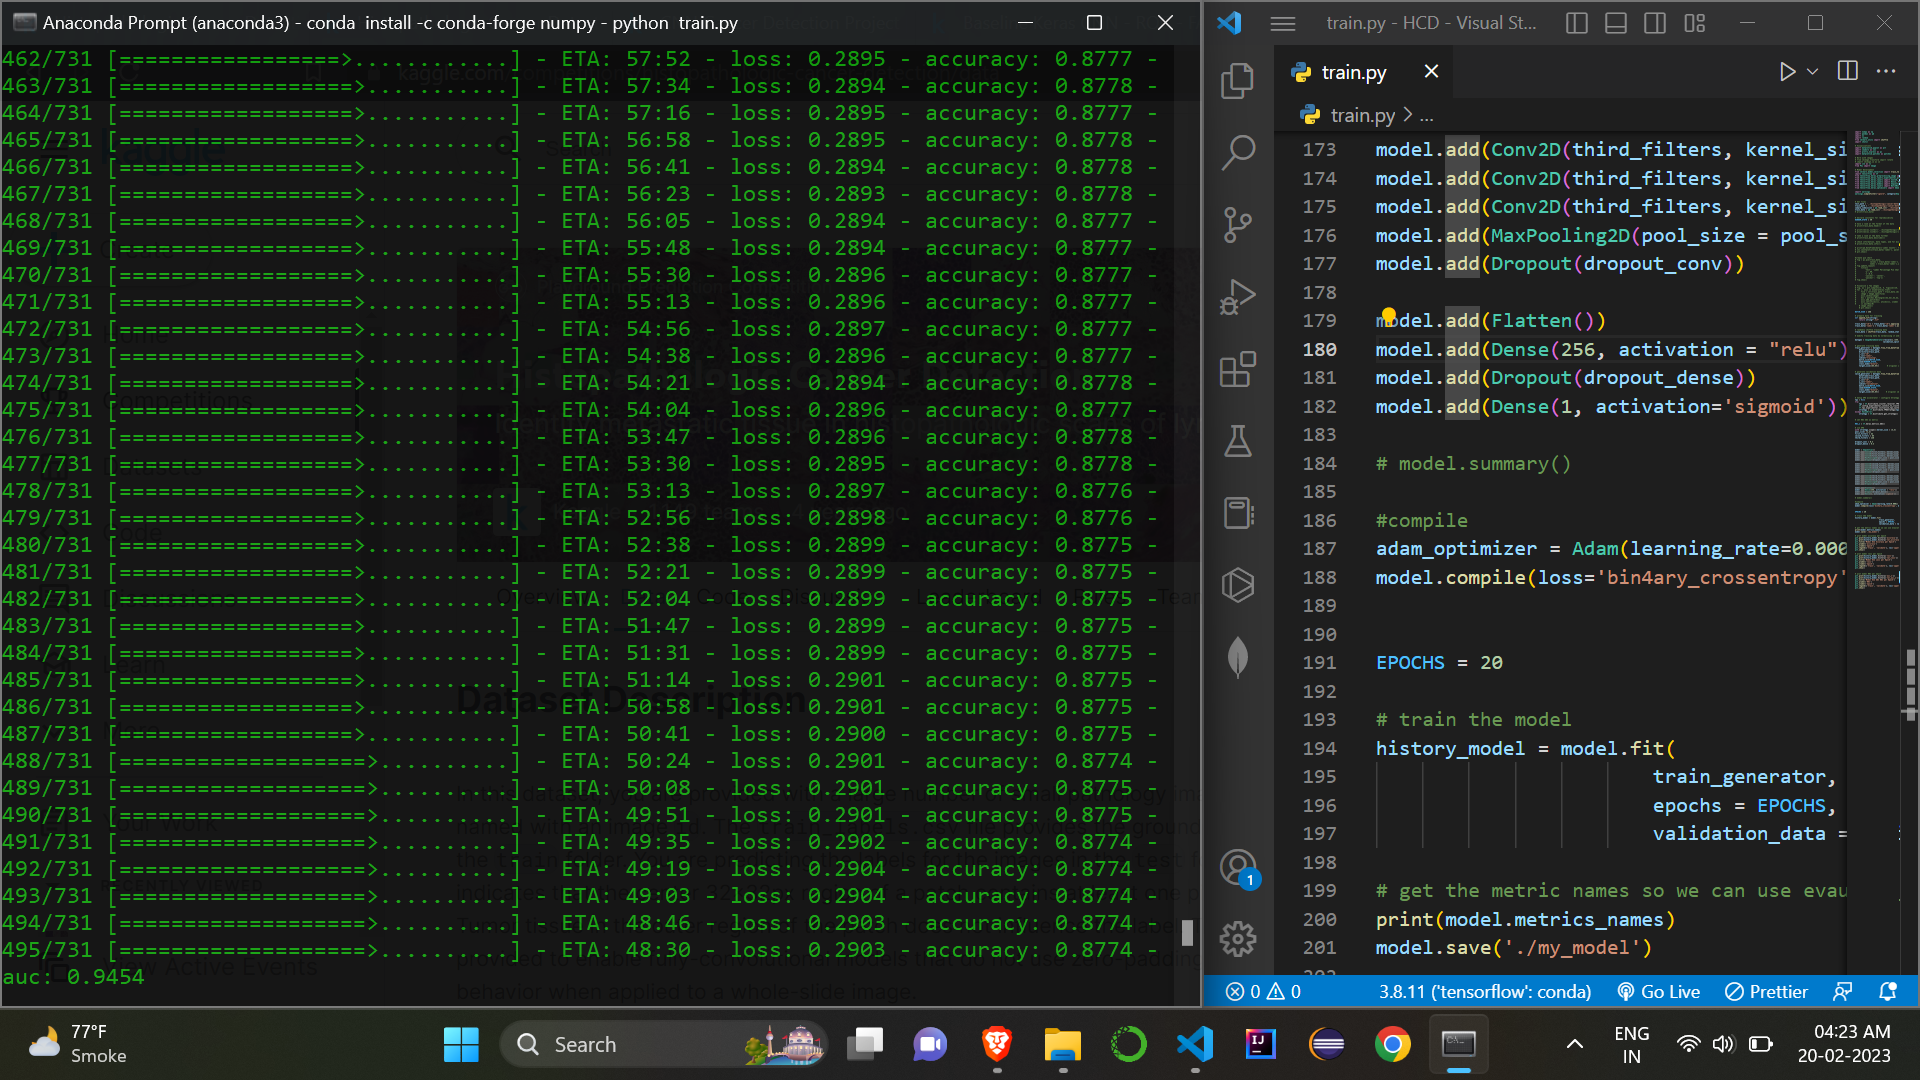 Anaconda Prompt (anaconda3) - conda  install -c conda-forge numpy - python  train.py
462/731 [==================>...........] - ETA: 57:52 - loss: 0.2895 - accuracy: 0.8777 -
463/731 [==================>...........] - ETA: 57:34 - loss: 0.2894 - accuracy: 0.8778 -
464/731 [==================>...........] - ETA: 57:16 - loss: 0.2895 - accuracy: 0.8777 -
465/731 [==================>...........] - ETA: 56:58 - loss: 0.2895 - accuracy: 0.8778 -
466/731 [==================>...........] - ETA: 56:41 - loss: 0.2894 - accuracy: 0.8778 -
467/731 [==================>...........] - ETA: 56:23 - loss: 0.2893 - accuracy: 0.8778 -
468/731 [==================>...........] - ETA: 56:05 - loss: 0.2894 - accuracy: 0.8777 -
469/731 [==================>...........] - ETA: 55:48 - loss: 0.2894 - accuracy: 0.8777 -
470/731 [==================>...........] - ETA: 55:30 - loss: 0.2896 - accuracy: 0.8777 -
471/731 [==================>...........] - ETA: 55:13 - loss: 0.2896 - accuracy: 0.8777 -
472/731 [==================>...........] - ETA: 54:56 - loss: 0.2897 - accuracy: 0.8777 -
473/731 [==================>...........] - ETA: 54:38 - loss: 0.2896 - accuracy: 0.8777 -
474/731 [==================>...........] - ETA: 54:21 - loss: 0.2894 - accuracy: 0.8778 -
475/731 [==================>...........] - ETA: 54:04 - loss: 0.2896 - accuracy: 0.8777 -
476/731 [==================>...........] - ETA: 53:47 - loss: 0.2896 - accuracy: 0.8778 -
477/731 [==================>...........] - ETA: 53:30 - loss: 0.2895 - accuracy: 0.8778 -
478/731 [==================>...........] - ETA: 53:13 - loss: 0.2897 - accuracy: 0.8776 -
479/731 [==================>...........] - ETA: 52:56 - loss: 0.2898 - accuracy: 0.8776 -
480/731 [==================>...........] - ETA: 52:38 - loss: 0.2899 - accuracy: 0.8775 -
481/731 [==================>...........] - ETA: 52:21 - loss: 0.2899 - accuracy: 0.8775 -
482/731 [==================>...........] - ETA: 52:04 - loss: 0.2899 - accuracy: 0.8775 -
483/731 [==================>...........] - ETA: 51:47 - loss: 0.2899 - accuracy: 0.8775 -
484/731 [==================>...........] - ETA: 51:31 - loss: 0.2899 - accuracy: 0.8775 -
485/731 [==================>...........] - ETA: 51:14 - loss: 0.2901 - accuracy: 0.8775 -
486/731 [==================>...........] - ETA: 50:58 - loss: 0.2901 - accuracy: 0.8775 -
487/731 [==================>...........] - ETA: 50:41 - loss: 0.2900 - accuracy: 0.8775 -
488/731 [===================>..........] - ETA: 50:24 - loss: 0.2901 - accuracy: 0.8774 -
489/731 [===================>..........] - ETA: 50:08 - loss: 0.2901 - accuracy: 0.8775 -
490/731 [===================>..........] - ETA: 49:51 - loss: 0.2901 - accuracy: 0.8775 -
491/731 [===================>..........] - ETA: 49:35 - loss: 0.2902 - accuracy: 0.8774 -
492/731 [===================>..........] - ETA: 49:19 - loss: 0.2904 - accuracy: 0.8774 -
493/731 [===================>..........] - ETA: 49:03 - loss: 0.2904 - accuracy: 0.8774 -
494/731 [===================>..........] - ETA: 48:46 - loss: 0.2903 - accuracy: 0.8774 -
495/731 [===================>..........] - ETA: 48:30 - loss: 0.2903 - accuracy: 0.8774 -
auc: 0.9454
Dataset Description
behavior when applied to a whole-slide image.
train.py - HCD - Visual St...
train.py
train.py > ...
173 model.add(Conv2D(third_filters, kernel_si
174 model.add(Conv2D(third_filters, kernel_si
175 model.add(Conv2D(third_filters, kernel_si
176 model.add(MaxPooling2D(pool_size = pool_s
177 model.add(Dropout(dropout_conv))
178
179 model.add(Flatten())
180 model.add(Dense(256, activation = "relu")
181 model.add(Dropout(dropout_dense))
182 model.add(Dense(1, activation='sigmoid'))
183
184 # model.summary()
185
186 #compile
187 adam_optimizer = Adam(learning_rate=0.000
188 model.compile(loss='bin4ary_crossentropy'
189
190
191 EPOCHS = 20
192
193 # train the model
194 history_model = model.fit(
195 train_generator,
196 epochs = EPOCHS,
197 validation_data =
198
199 # get the metric names so we can use evau
200 print(model.metrics_names)
201 model.save('./my_model')
1
0 0 3.8.11 ('tensorflow': conda) Go Live Prettier
77°F
Smoke
Search
IJ
ENG
IN
04:23 AM
20-02-2023